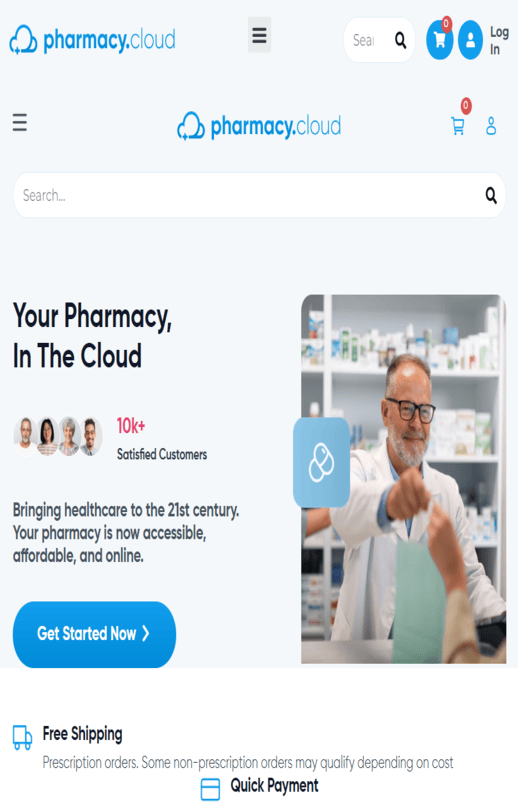 pharmacy.cloud
Sear
0
Log
In
pharmacy.cloud
0
Search...
Your Pharmacy,
In The Cloud
10k+
Satisfied Customers
Bringing healthcare to the 21st century.
Your pharmacy is now accessible,
affordable, and online.
Get Started Now ❯
Free Shipping
Prescription orders. Some non-prescription orders may qualify depending on cost
Quick Payment